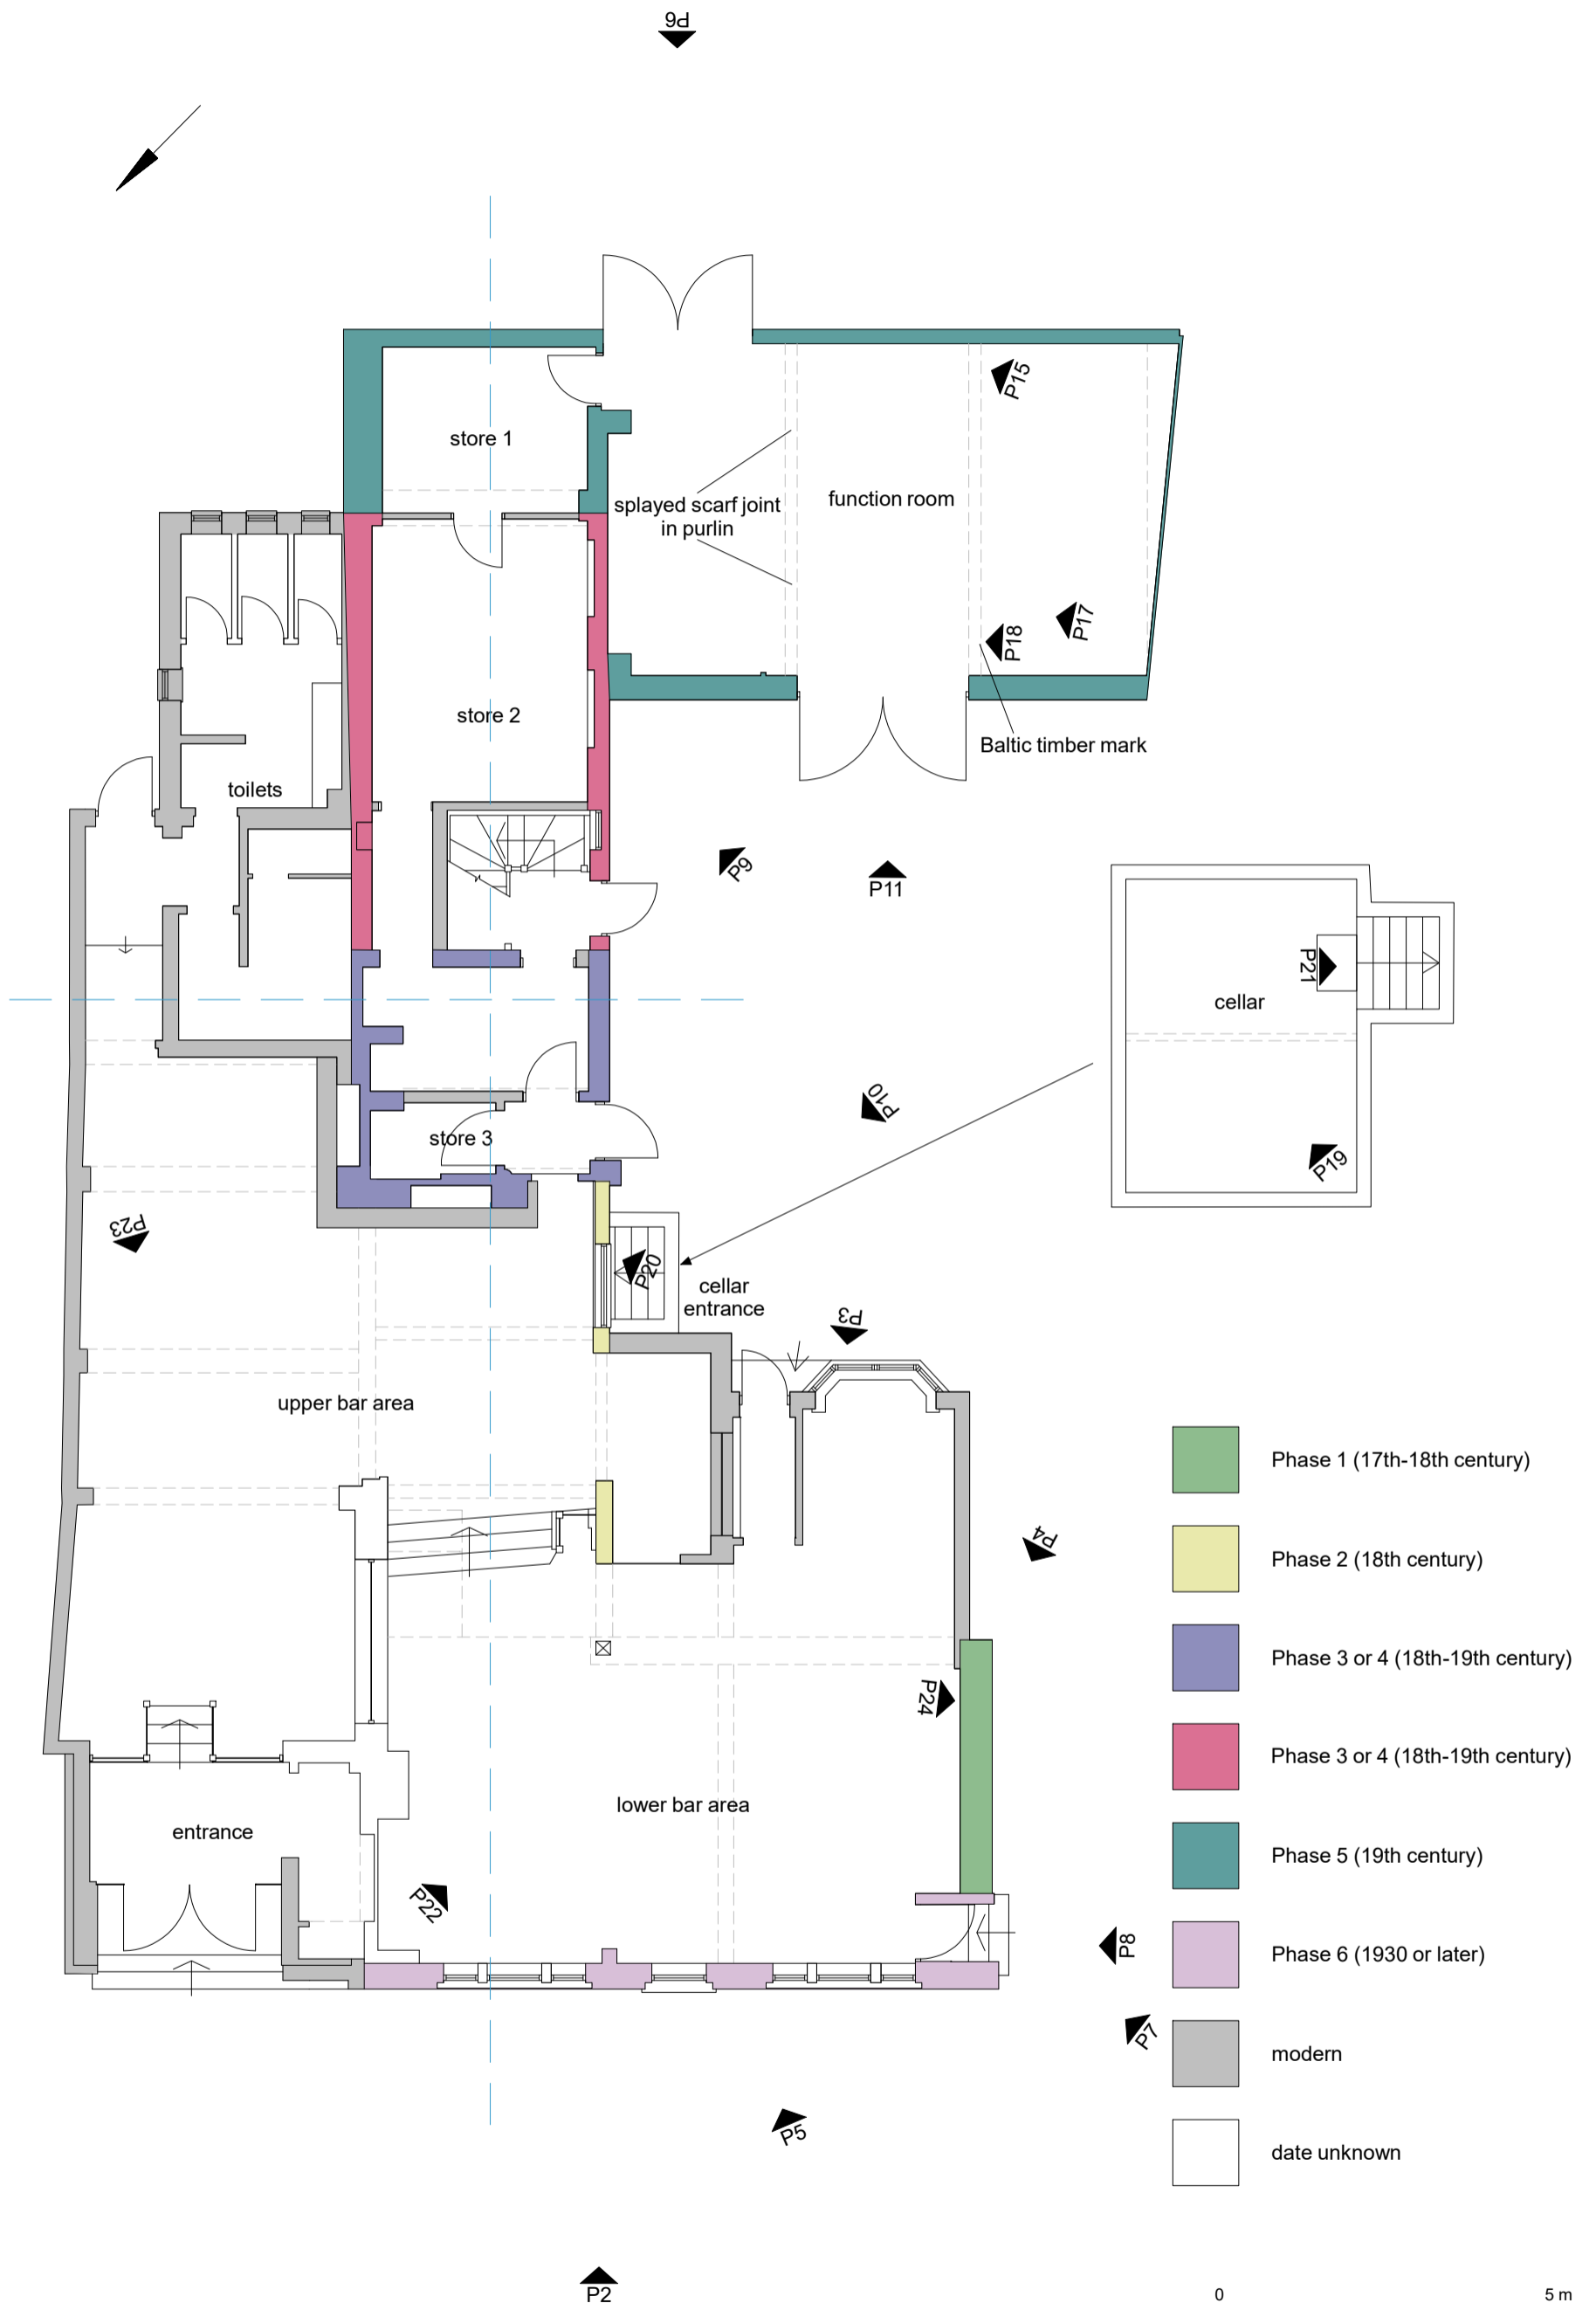 P6
store 1
P15
splayed scarf joint
in purlin
function room
P17
P18
store 2
Baltic timber mark
toilets
P9
P11
P21
cellar
P10
store 3
P19
P23
P20
cellar
entrance
P3
upper bar area
Phase 1 (17th-18th century)
P4
Phase 2 (18th century)
Phase 3 or 4 (18th-19th century)
P24
Phase 3 or 4 (18th-19th century)
lower bar area
entrance
Phase 5 (19th century)
P22
P8
Phase 6 (1930 or later)
P7
modern
P5
date unknown
P2
0
5 m